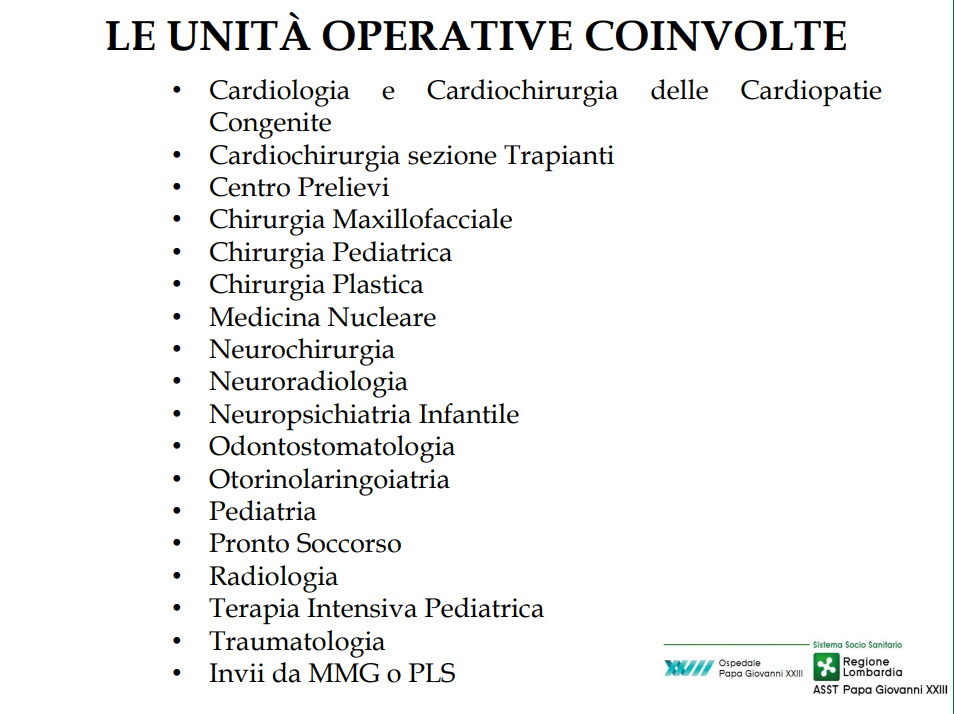 LE UNITÀ OPERATIVE COINVOLTE
• Cardiologia e Cardiochirurgia delle Cardiopatie
Congenite
• Cardiochirurgia sezione Trapianti
• Centro Prelievi
• Chirurgia Maxillofacciale
• Chirurgia Pediatrica
• Chirurgia Plastica
• Medicina Nucleare
• Neurochirurgia
• Neuroradiologia
• Neuropsichiatria Infantile
• Odontostomatologia
• Otorinolaringoiatria
• Pediatria
• Pronto Soccorso
• Radiologia
• Terapia Intensiva Pediatrica
• Traumatologia
• Invii da MMG o PLS
XXIII
Ospedale
Papa Giovanni XXIII
Sistema Socio Sanitario
Regione
Lombardia
ASST Papa Giovanni XXIII